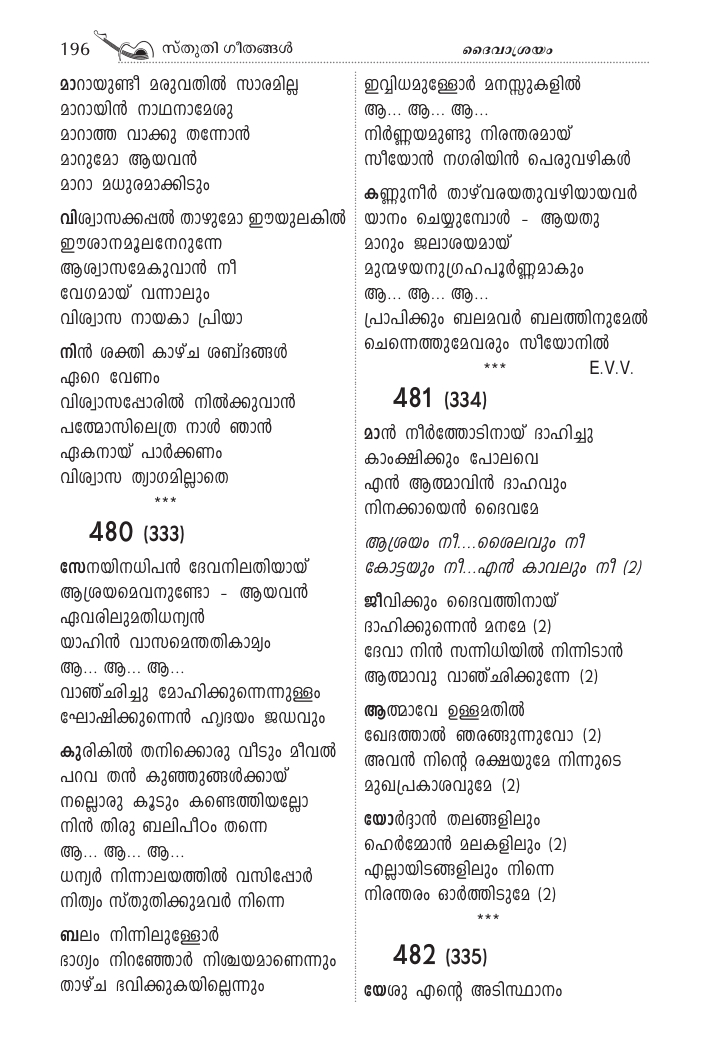 196 സ്തുതി ഗീതങ്ങൾ ദൈവാശ്രയം
മാറായുണ്ടീ മരുവതിൽ സാരമില്ല
മാറായിൻ നാഥനാമേശു
മാറാത്ത വാക്കു തന്നോൻ
മാറുമോ ആയവൻ
മാറാ മധുരമാക്കിടും
വിശ്വാസക്കപ്പൽ താഴുമോ ഈയുലകിൽ
ഈശാനമൂലനേറുന്നേ
ആശ്വാസമേകുവാൻ നീ
വേഗമായ് വന്നാലും
വിശ്വാസ നായകാ പ്രിയാ
നിൻ ശക്തി കാഴ്ച ശബ്ദങ്ങൾ
ഏറെ വേണം
വിശ്വാസപ്പോരിൽ നിൽക്കുവാൻ
പത്മോസിലെത്ര നാൾ ഞാൻ
ഏകനായ് പാർക്കണം
വിശ്വാസ ത്യാഗമില്ലാതെ
***
480 (333)
സേനയിനധിപൻ ദേവനിലതിയായ്
ആശ്രയമെവനുണ്ടോ - ആയവൻ
ഏവരിലുമതിധന്യൻ
യാഹിൻ വാസമെന്തതികാമ്യം
ആ... ആ... ആ...
വാഞ്ഛിച്ചു മോഹിക്കുന്നെന്നുള്ളം
ഘോഷിക്കുന്നെൻ ഹൃദയം ജഡവും
കുരികിൽ തനിക്കൊരു വീടും മീവൽ
പറവ തൻ കുഞ്ഞുങ്ങൾക്കായ്
നല്ലൊരു കൂടും കണ്ടെത്തിയല്ലോ
നിൻ തിരു ബലിപീഠം തന്നെ
ആ... ആ... ആ...
ധന്യർ നിന്നാലയത്തിൽ വസിപ്പോർ
നിത്യം സ്തുതിക്കുമവർ നിന്നെ
ബലം നിന്നിലുള്ളോർ
ഭാഗ്യം നിറഞ്ഞോർ നിശ്ചയമാണെന്നും
താഴ്ച ഭവിക്കുകയില്ലെന്നും
ഇവ്വിധമുള്ളോർ മനസ്സുകളിൽ
ആ... ആ... ആ...
നിർണ്ണയമുണ്ടു നിരന്തരമായ്
സീയോൻ നഗരിയിൻ പെരുവഴികൾ
കണ്ണുനീർ താഴ്‌വരയതുവഴിയായവർ
യാനം ചെയ്യുമ്പോൾ - ആയതു
മാറും ജലാശയമായ്
മുന്മഴയനുഗ്രഹപൂർണ്ണമാകും
ആ... ആ... ആ...
പ്രാപിക്കും ബലമവർ ബലത്തിനുമേൽ
ചെന്നെത്തുമേവരും സീയോനിൽ
*** E.V.V.
481 (334)
മാൻ നീർത്തോടിനായ് ദാഹിച്ചു
കാംക്ഷിക്കും പോലവെ
എൻ ആത്മാവിൻ ദാഹവും
നിനക്കായെൻ ദൈവമേ
ആശ്രയം നീ....ശൈലവും നീ
കോട്ടയും നീ...എൻ കാവലും നീ (2)
ജീവിക്കും ദൈവത്തിനായ്
ദാഹിക്കുന്നെൻ മനമേ (2)
ദേവാ നിൻ സന്നിധിയിൽ നിന്നിടാൻ
ആത്മാവു വാഞ്ഛിക്കുന്നേ (2)
ആത്മാവേ ഉള്ളമതിൽ
ഖേദത്താൽ ഞരങ്ങുന്നുവോ (2)
അവൻ നിന്റെ രക്ഷയുമേ നിന്നുടെ
മുഖപ്രകാശവുമേ (2)
യോർദ്ദാൻ തലങ്ങളിലും
ഹെർമ്മോൻ മലകളിലും (2)
എല്ലായിടങ്ങളിലും നിന്നെ
നിരന്തരം ഓർത്തിടുമേ (2)
***
482 (335)
യേശു എന്റെ അടിസ്ഥാനം